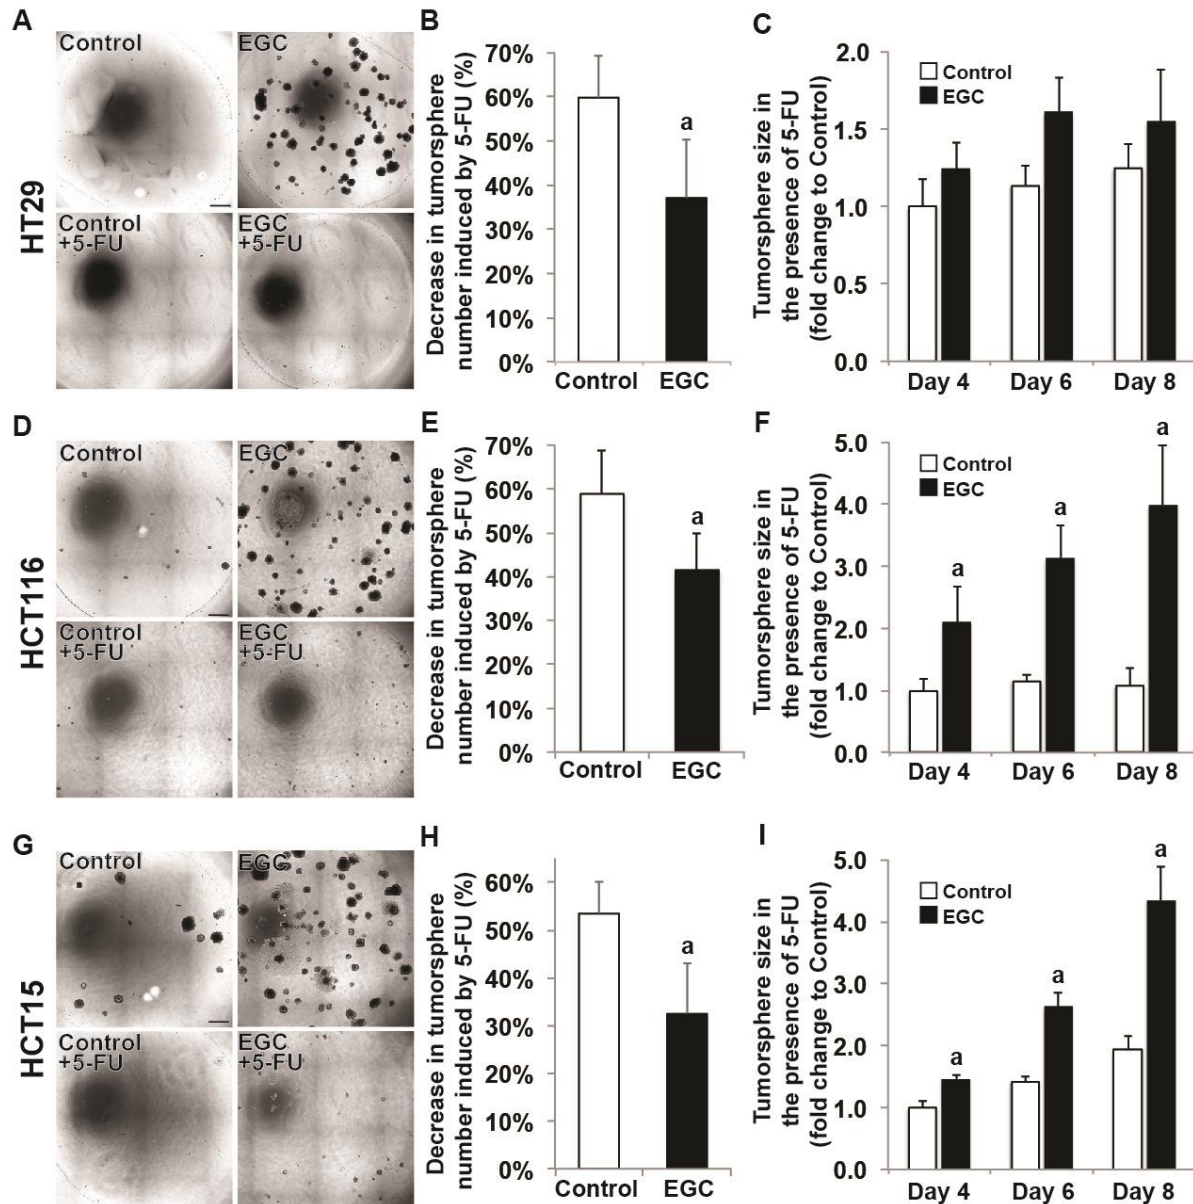 A
HT29
Control
EGC
Control
+5-FU
EGC
+5-FU
B
Decrease in tumorsphere
number induced by 5-FU (%)
70%
60%
50%
40%
30%
20%
10%
0%
a
Control EGC
C
Tumorsphere size in
the presence of 5-FU
(fold change to Control)
2.0
1.5
1.0
0.5
0.0
Control
EGC
Day 4 Day 6 Day 8
D
HCT116
Control
EGC
Control
+5-FU
EGC
+5-FU
E
Decrease in tumorsphere
number induced by 5-FU (%)
70%
60%
50%
40%
30%
20%
10%
0%
a
Control EGC
F
Tumorsphere size in
the presence of 5-FU
(fold change to Control)
5.0
4.0
3.0
2.0
1.0
0.0
Control
EGC
a
a
a
Day 4 Day 6 Day 8
G
HCT15
Control
EGC
Control
+5-FU
EGC
+5-FU
H
Decrease in tumorsphere
number induced by 5-FU (%)
60%
50%
40%
30%
20%
10%
0%
a
Control EGC
I
Tumorsphere size in
the presence of 5-FU
(fold change to Control)
5.0
4.0
3.0
2.0
1.0
0.0
Control
EGC
a
a
a
Day 4 Day 6 Day 8